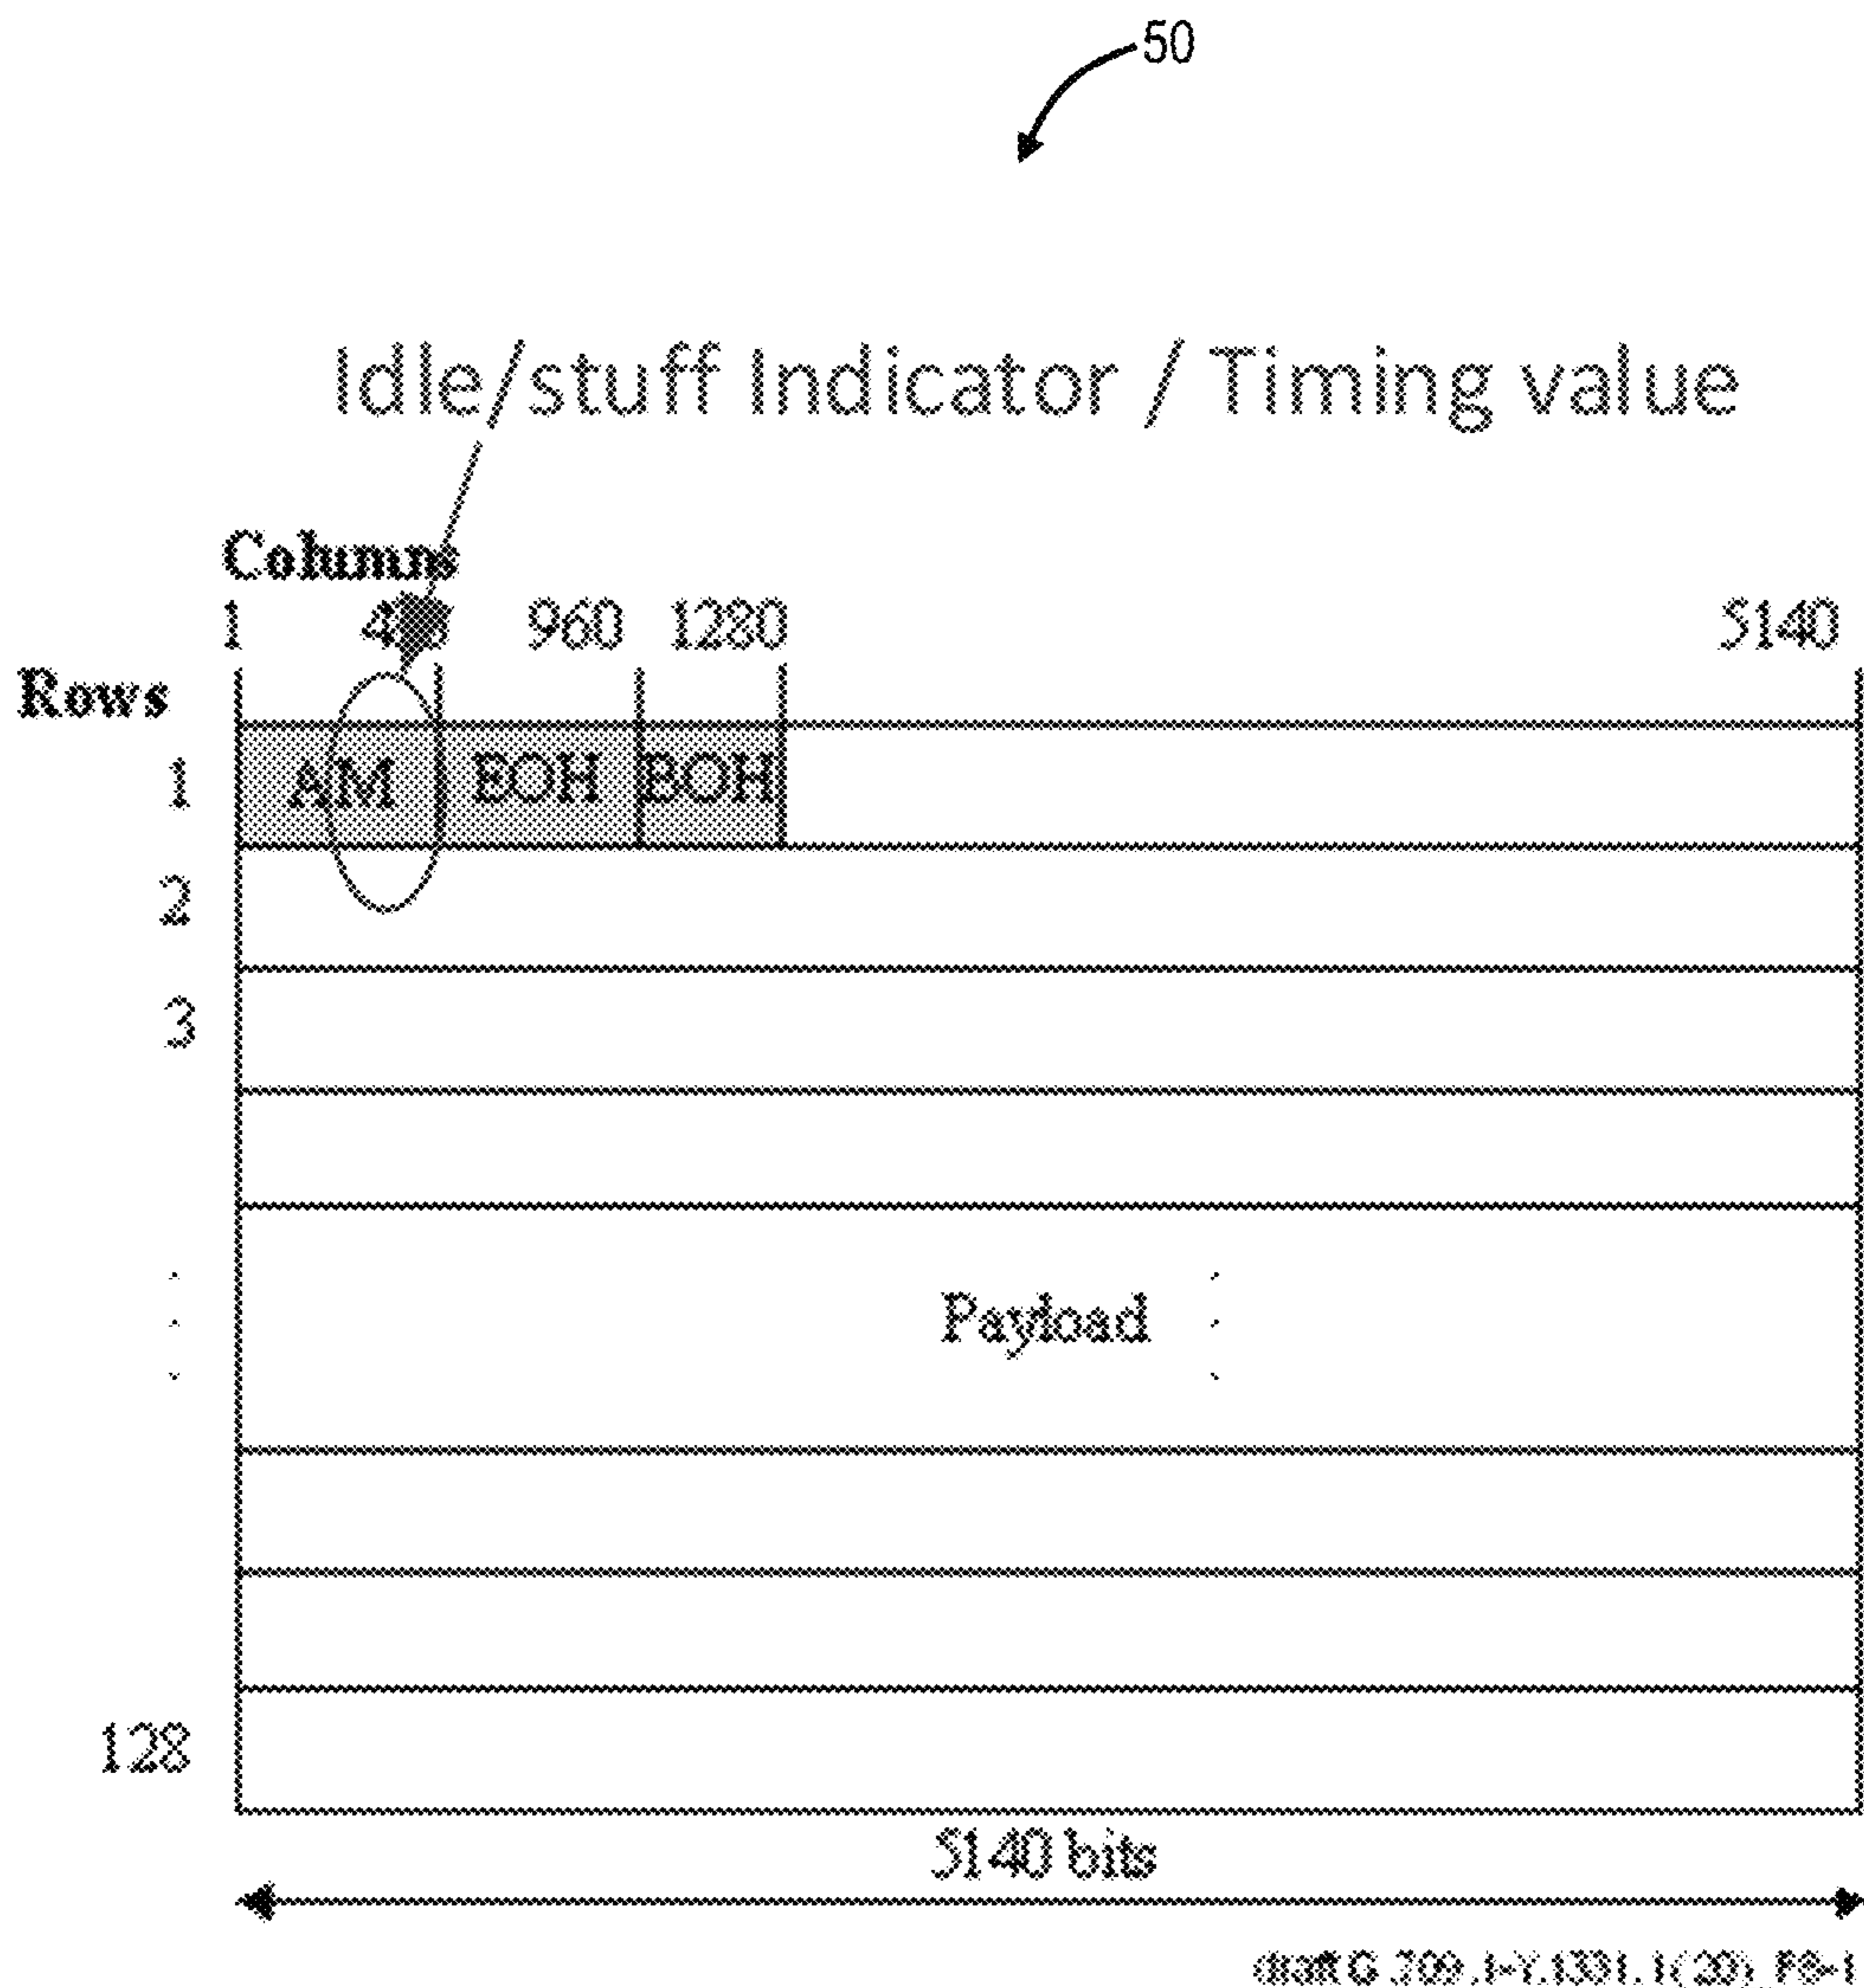 50
Idle/stuff Indicator / Timing value
Columns
1 960 1280 5140
Rows
1 AM EOH BOH
2
3
Payload
128
5140 bits